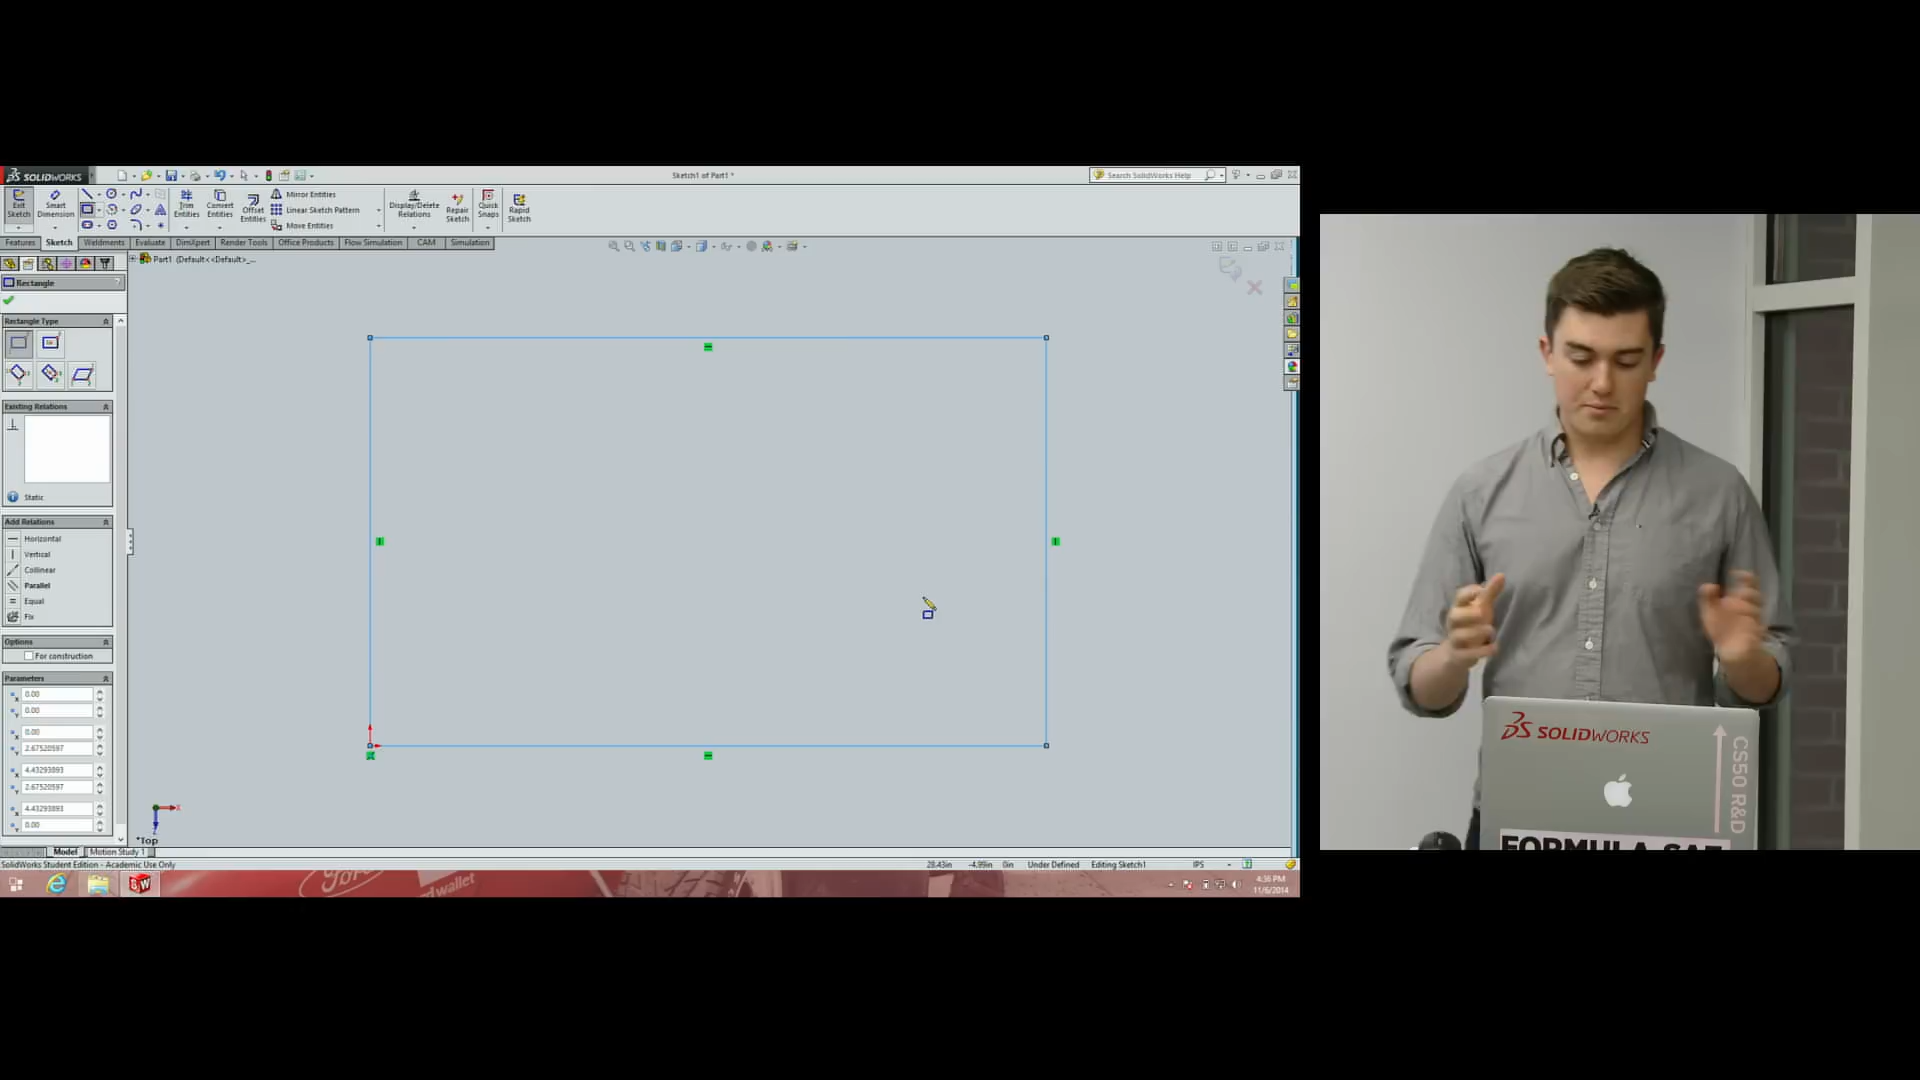 SOLIDWORKS
Sketch1 of Part1 *
Search SolidWorks Help
Exit Sketch
Smart Dimension
Trim Entities
Convert Entities
Offset Entities
Mirror Entities
Linear Sketch Pattern
Move Entities
Display/Delete Relations
Repair Sketch
Quick Snaps
Rapid Sketch
Features
Sketch
Weldments
Evaluate
DimXpert
Render Tools
Office Products
Flow Simulation
CAM
Simulation
Part1 (Default<<Default>_...
Rectangle
?
Rectangle Type
Existing Relations
Static
Add Relations
Horizontal
Vertical
Collinear
Parallel
Equal
Fix
Options
For construction
Parameters
0.00
0.00
0.00
2.67520597
4.43293893
2.67520597
4.43293893
0.00
X
Z
*Top
Model
Motion Study 1
SolidWorks Student Edition - Academic Use Only
28.43in
-4.99in
0in
Under Defined
Editing Sketch1
IPS
Ford
wallet
4:36 PM
11/6/2014
SOLIDWORKS
CS50 R&D